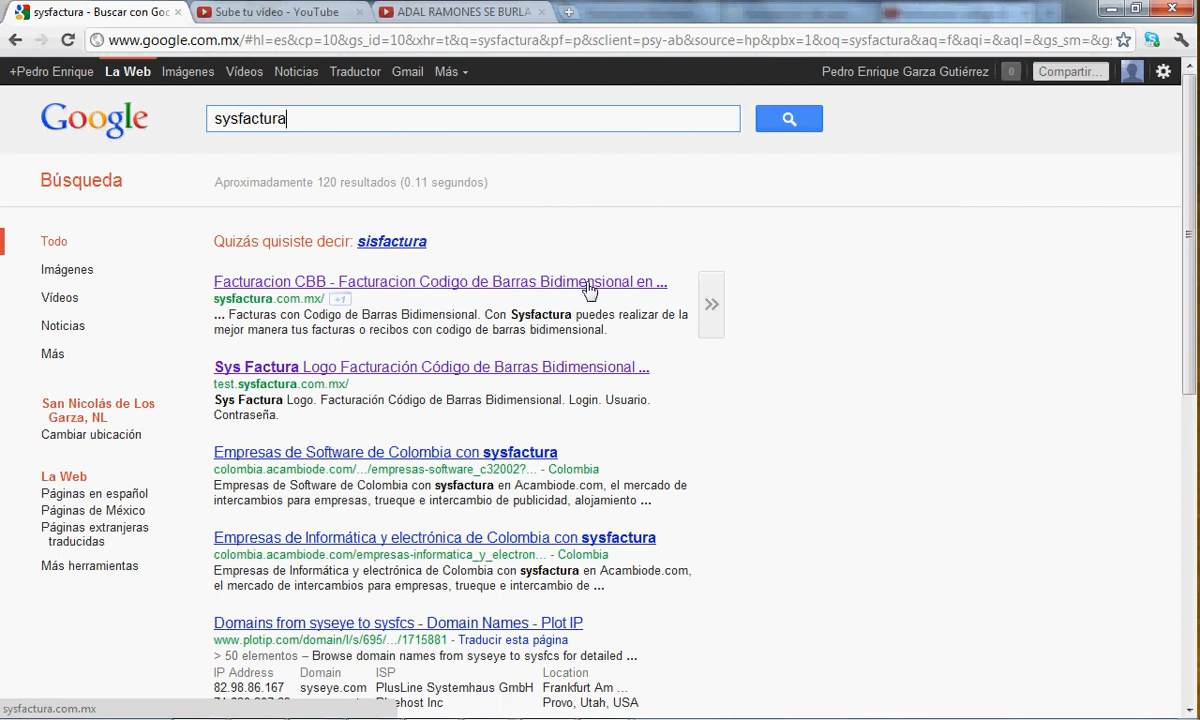 sysfactura - Buscar con Goo
Sube tu vídeo - YouTube
ADAL RAMONES SE BURLA
www.google.com.mx/#hl=es&cp=10&gs_id=10&xhr=t&q=sysfactura&pf=p&sclient=psy-ab&source=hp&pbx=1&oq=sysfactura&aq=f&aqi=&aql=&gs_sm=&g
+Pedro Enrique La Web Imágenes Vídeos Noticias Traductor Gmail Más
Pedro Enrique Garza Gutiérrez 0 Compartir...
Google
sysfactura
Búsqueda
Aproximadamente 120 resultados (0.11 segundos)
Todo
Imágenes
Vídeos
Noticias
Más
San Nicolás de Los
Garza, NL
Cambiar ubicación
La Web
Páginas en español
Páginas de México
Páginas extranjeras
traducidas
Más herramientas
Quizás quisiste decir: sisfactura
Facturacion CBB - Facturacion Codigo de Barras Bidimensional en ...
sysfactura.com.mx/ +1
... Facturas con Codigo de Barras Bidimensional. Con Sysfactura puedes realizar de la
mejor manera tus facturas o recibos con codigo de barras bidimensional.
Sys Factura Logo Facturación Código de Barras Bidimensional ...
test.sysfactura.com.mx/
Sys Factura Logo. Facturación Código de Barras Bidimensional. Login. Usuario.
Contraseña.
Empresas de Software de Colombia con sysfactura
colombia.acambiode.com/.../empresas-software_c32002?... - Colombia
Empresas de Software de Colombia con sysfactura en Acambiode.com, el mercado de
intercambios para empresas, trueque e intercambio de publicidad, alojamiento ...
Empresas de Informática y electrónica de Colombia con sysfactura
colombia.acambiode.com/empresas-informatica_y_electron... - Colombia
Empresas de Informática y electrónica de Colombia con sysfactura en Acambiode.com,
el mercado de intercambios para empresas, trueque e intercambio de ...
Domains from syseye to sysfcs - Domain Names - Plot IP
www.plotip.com/domain/l/s/695/.../1715881 - Traducir esta página
> 50 elementos – Browse domain names from syseye to sysfcs for detailed ...
IP Address Domain ISP Location
82.98.86.167 syseye.com PlusLine Systemhaus GmbH Frankfurt Am ...
Inc Provo, Utah, USA
sysfactura.com.mx